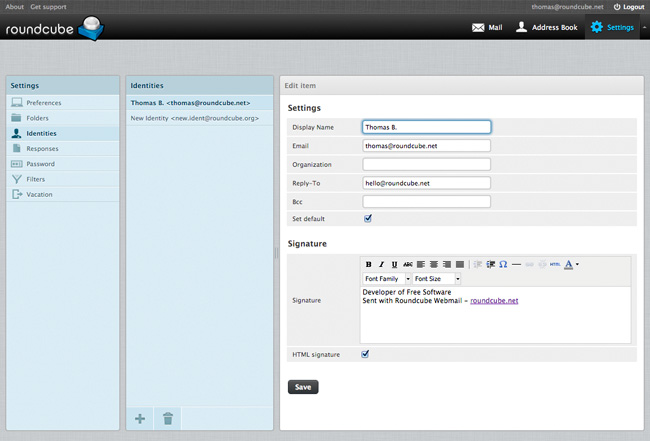 About Get support thomas@roundcube.net Logout
roundcube Mail Address Book Settings
Settings
Preferences
Folders
Identities
Responses
Password
Filters
Vacation
Identities
Thomas B. <thomas@roundcube.net>
New Identity <new.ident@roundcube.org>
Edit item
Settings
Display Name Thomas B.
Email thomas@roundcube.net
Organization
Reply-To hello@roundcube.net
Bcc
Set default
Signature
B I U ABC Ω HTML A
Font Family Font Size
Signature
Developer of Free Software
Sent with Roundcube Webmail - roundcube.net
HTML signature
Save